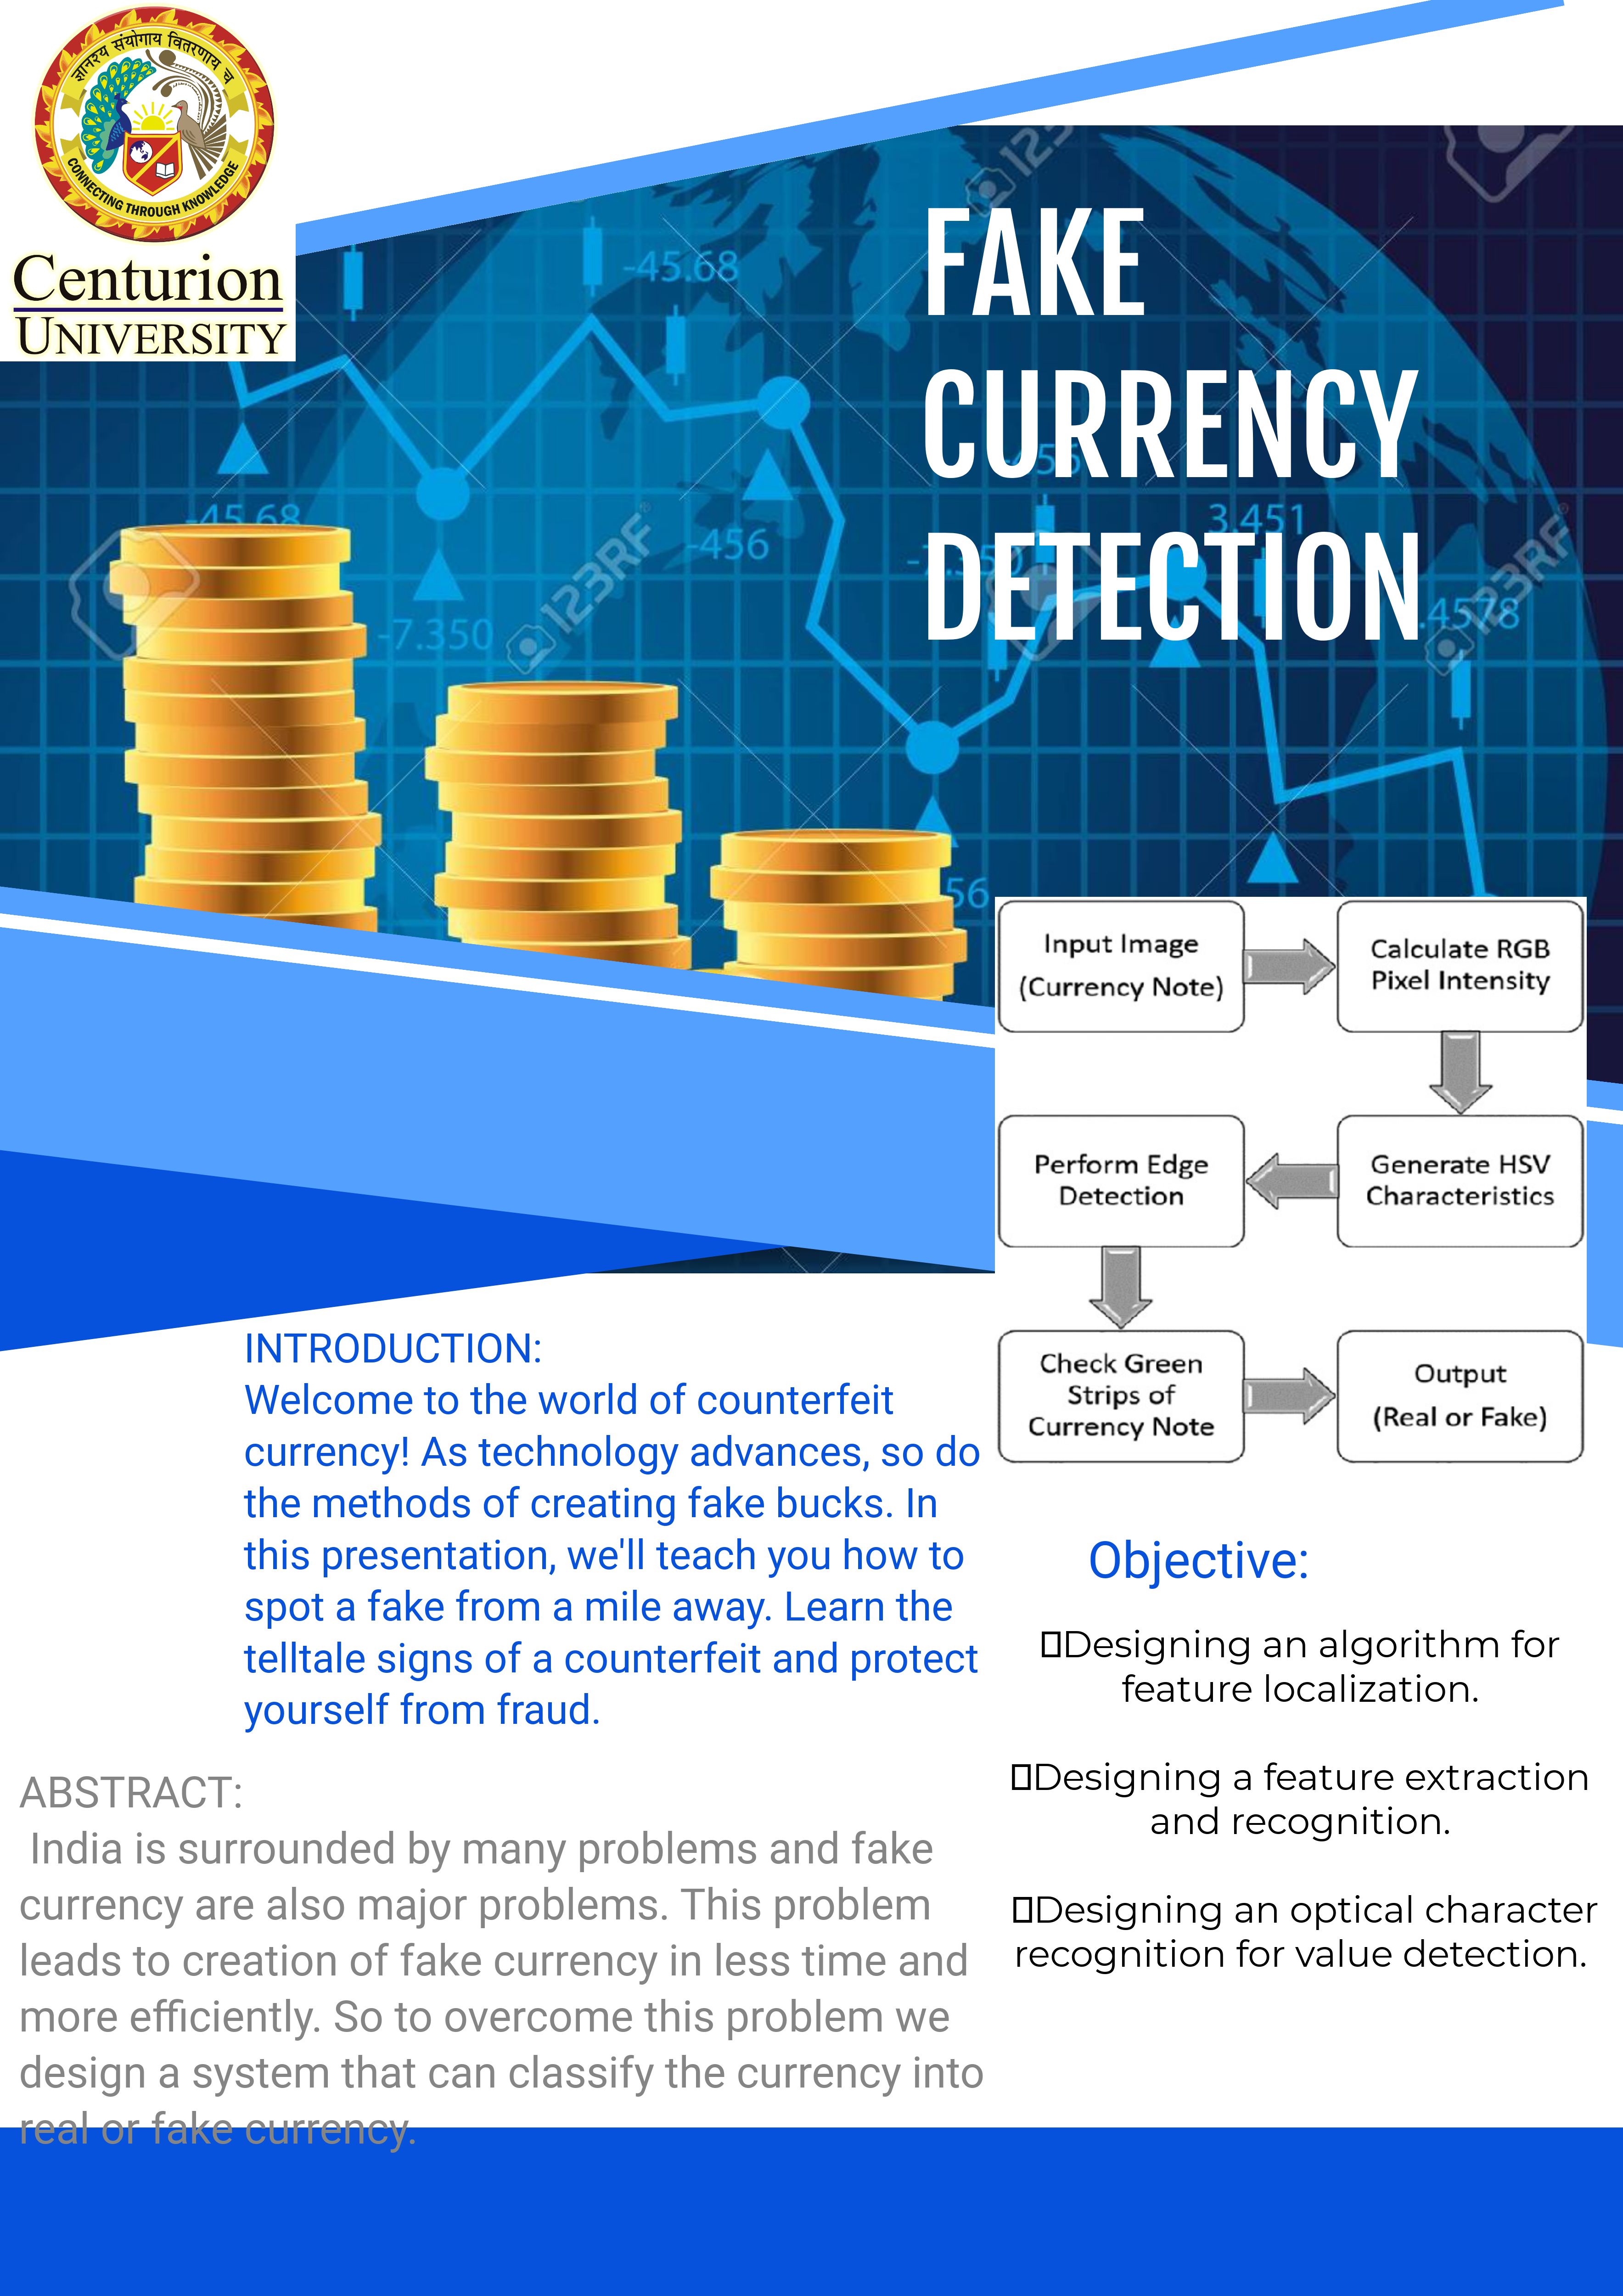 ज्ञानश्य संयोगाय वितरणाय च
CONNECTING THROUGH KNOWLEDGE
Centurion
UNIVERSITY
FAKE
CURRENCY
DETECTION
-45.68
-45.68
-456
-7.350
3.451
.4578
56
123RF
123RF
Input Image
(Currency Note)
Calculate RGB
Pixel Intensity
Generate HSV
Characteristics
Perform Edge
Detection
Check Green
Strips of
Currency Note
Output
(Real or Fake)
INTRODUCTION:
Welcome to the world of counterfeit
currency! As technology advances, so do
the methods of creating fake bucks. In
this presentation, we'll teach you how to
spot a fake from a mile away. Learn the
telltale signs of a counterfeit and protect
yourself from fraud.
Objective:
Designing an algorithm for
feature localization.
Designing a feature extraction
and recognition.
Designing an optical character
recognition for value detection.
ABSTRACT:
India is surrounded by many problems and fake
currency are also major problems. This problem
leads to creation of fake currency in less time and
more efficiently. So to overcome this problem we
design a system that can classify the currency into
real or fake currency.